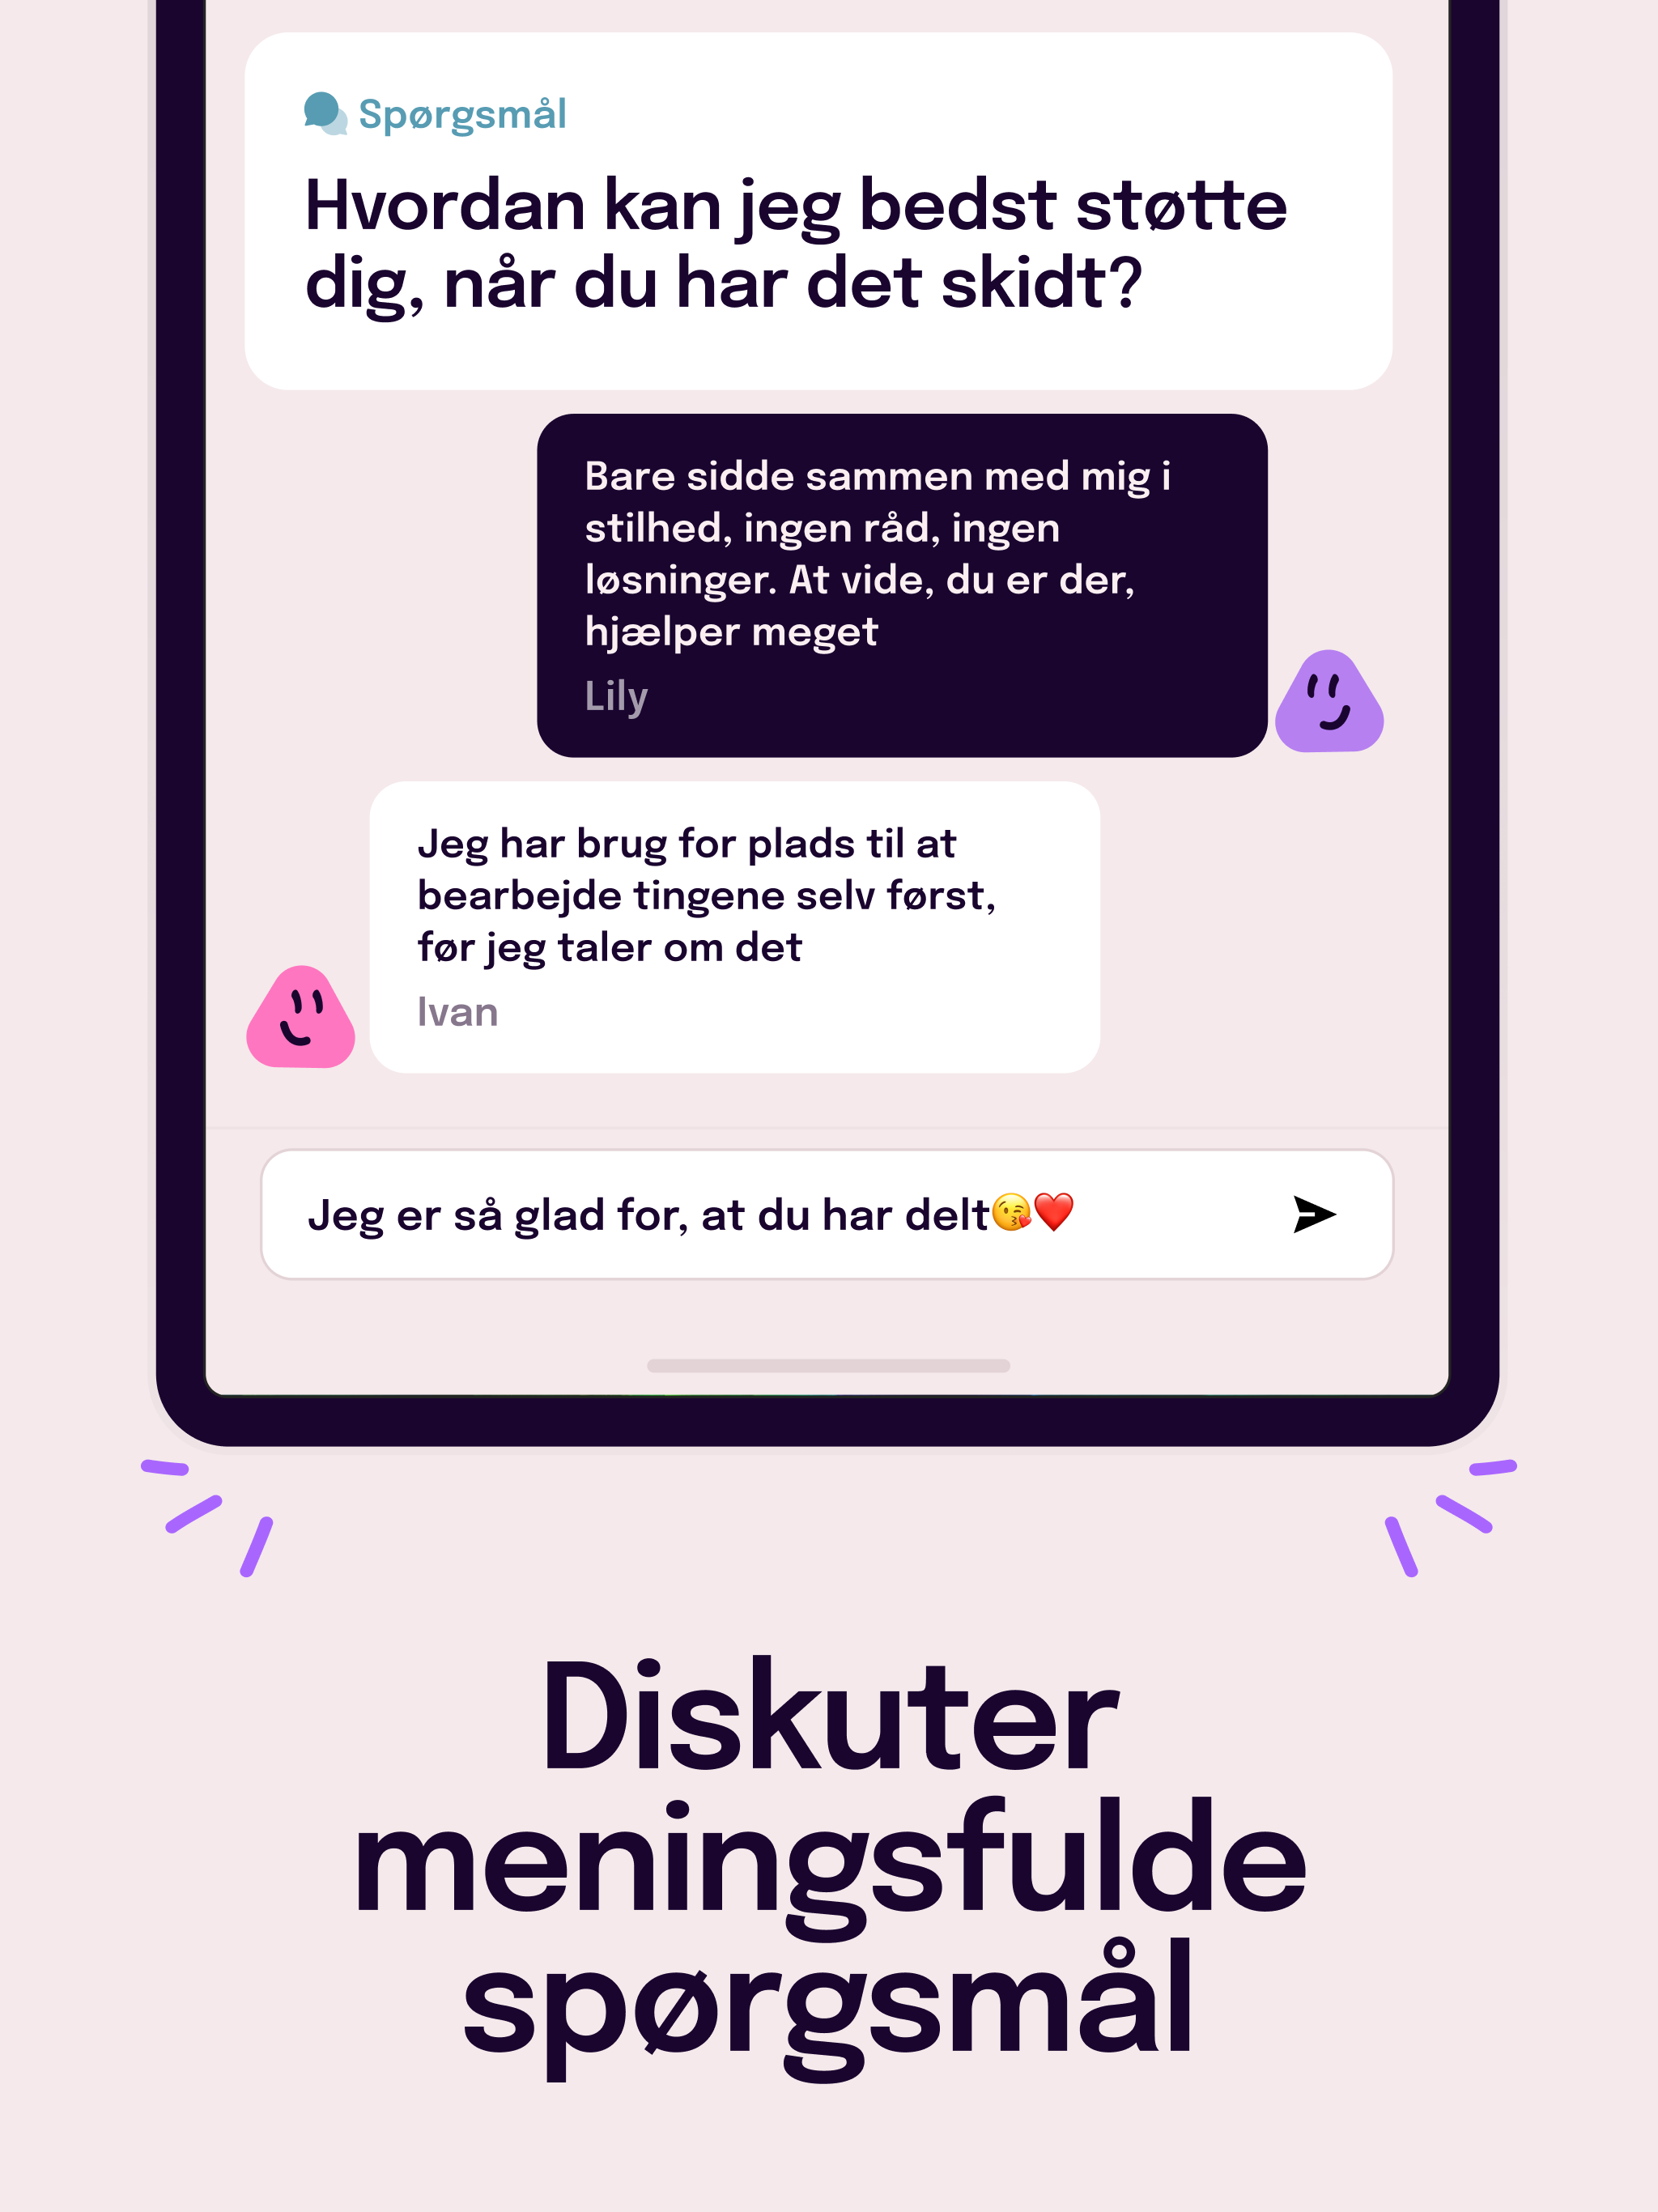 Spørgsmål
Hvordan kan jeg bedst støtte
dig, når du har det skidt?
Bare sidde sammen med mig i
stilhed, ingen råd, ingen
løsninger. At vide, du er der,
hjælper meget
Lily
Jeg har brug for plads til at
bearbejde tingene selv først,
før jeg taler om det
Ivan
Jeg er så glad for, at du har delt😘❤️
Diskuter
meningsfulde
spørgsmål